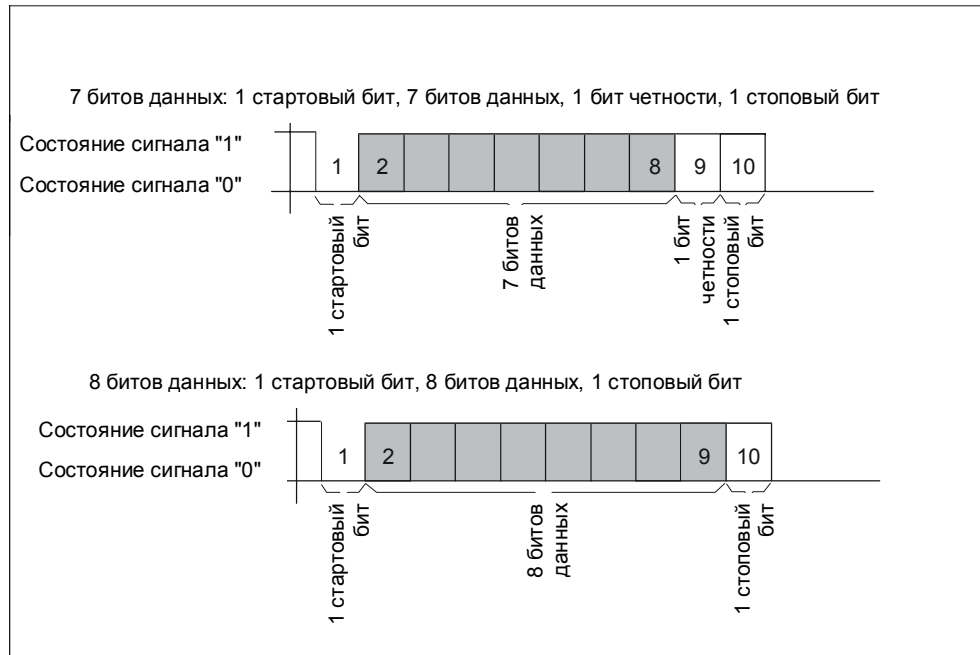 7 битов данных: 1 стартовый бит, 7 битов данных, 1 бит четности, 1 стоповый бит
Состояние сигнала "1"
Состояние сигнала "0"
1 2 8 9 10
1 стартовый
бит
7 битов
данных
1 бит
четности
1 стоповый
бит
8 битов данных: 1 стартовый бит, 8 битов данных, 1 стоповый бит
Состояние сигнала "1"
Состояние сигнала "0"
1 2 9 10
1 стартовый
бит
8 битов
данных
1 стоповый
бит